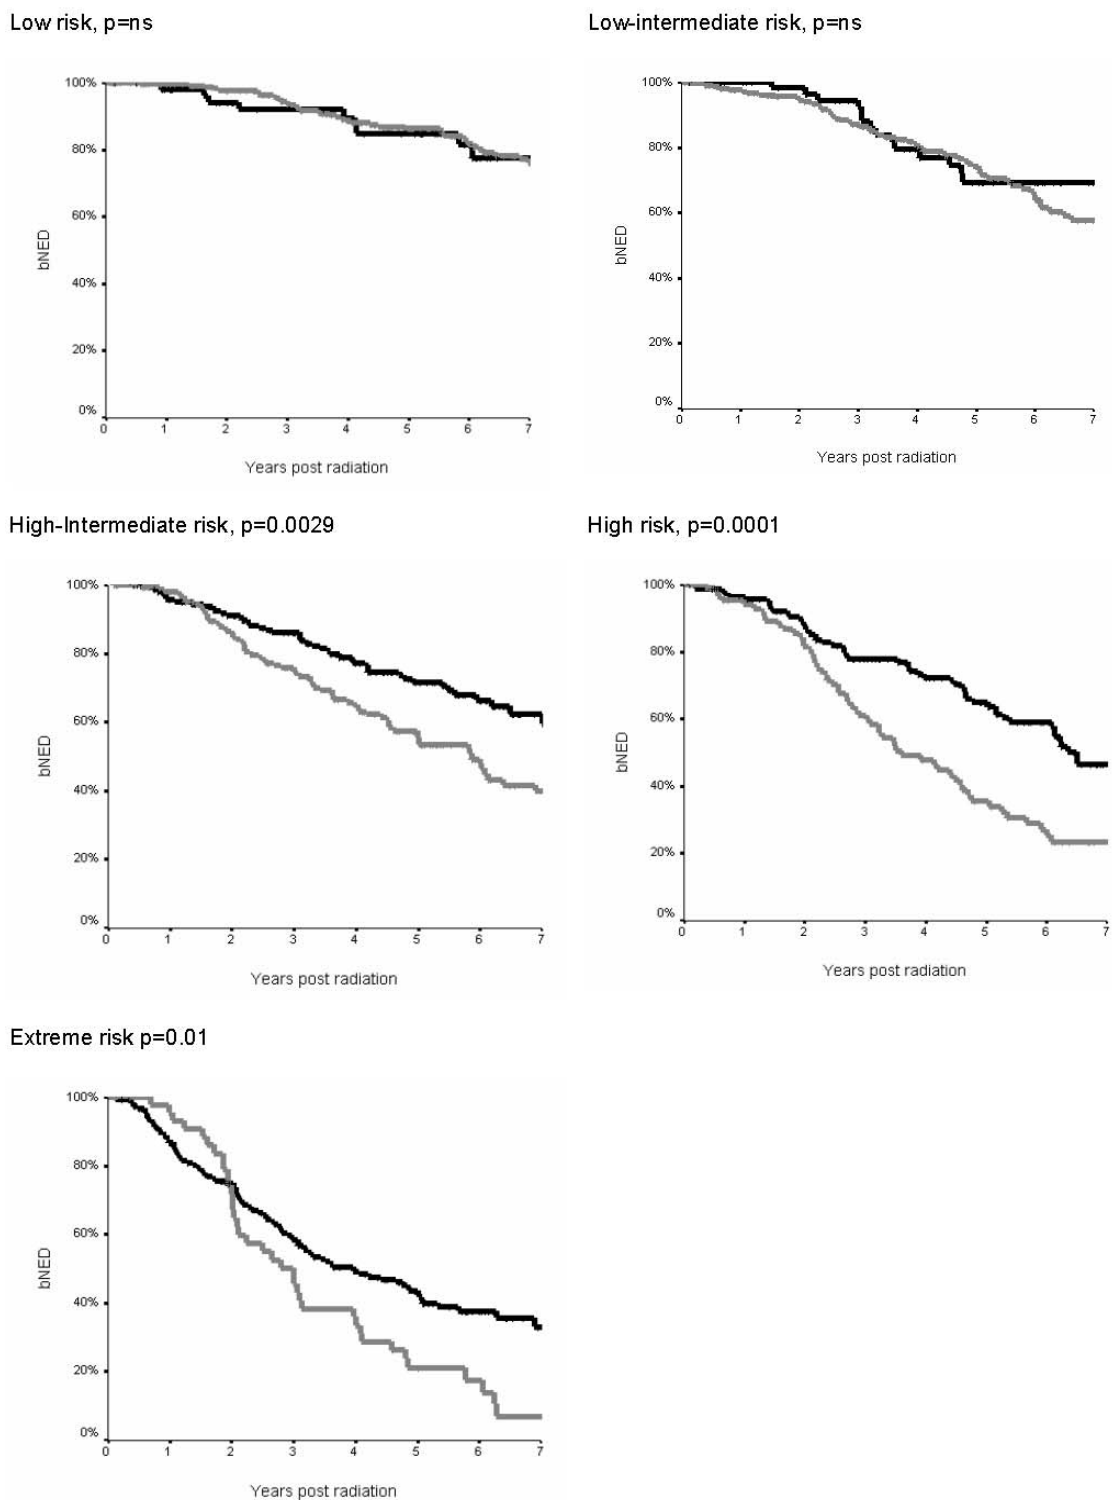 Low risk, p=ns
Low-intermediate risk, p=ns
100%
80%
60%
40%
20%
0%
bNED
0 1 2 3 4 5 6 7
Years post radiation
100%
80%
60%
40%
20%
0%
bNED
0 1 2 3 4 5 6 7
Years post radiation
High-Intermediate risk, p=0.0029
High risk, p=0.0001
100%
80%
60%
40%
20%
0%
bNED
0 1 2 3 4 5 6 7
Years post radiation
100%
80%
60%
40%
20%
0%
bNED
0 1 2 3 4 5 6 7
Years post radiation
Extreme risk p=0.01
100%
80%
60%
40%
20%
0%
bNED
0 1 2 3 4 5 6 7
Years post radiation